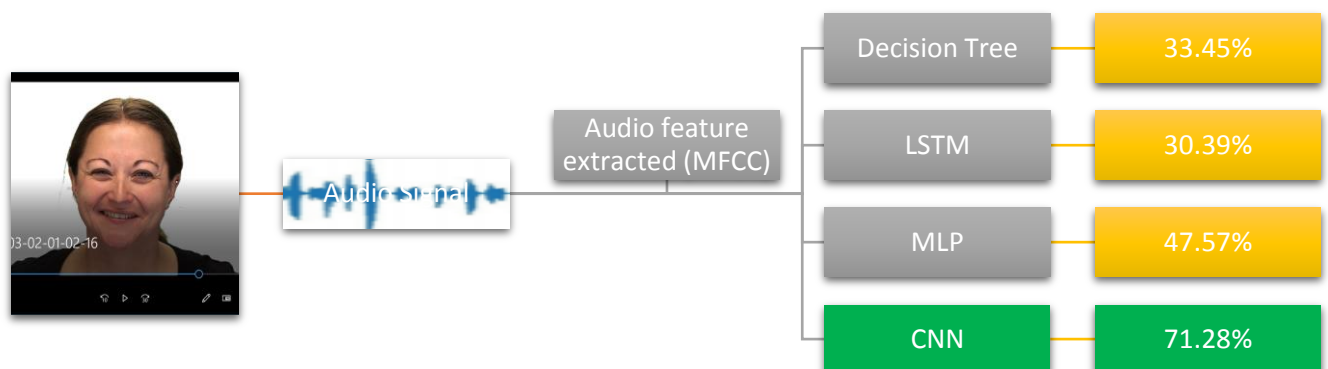 03-02-01-02-16
Audio Signal
Audio feature
extracted (MFCC)
Decision Tree
33.45%
LSTM
30.39%
MLP
47.57%
CNN
71.28%